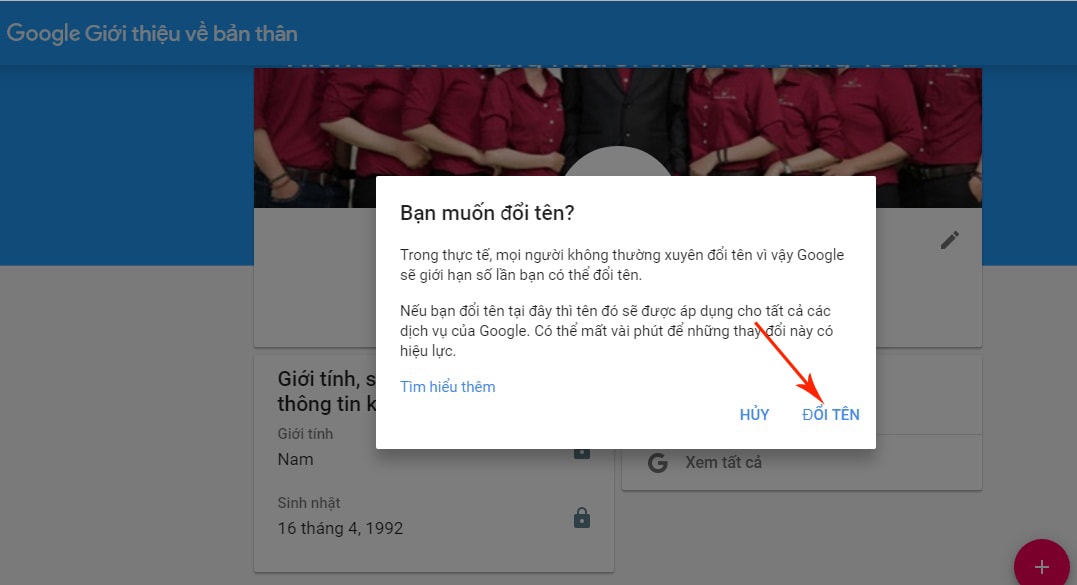 Google Giới thiệu về bản thân
Bạn muốn đổi tên?
Trong thực tế, mọi người không thường xuyên đổi tên vì vậy Google
sẽ giới hạn số lần bạn có thể đổi tên.
Nếu bạn đổi tên tại đây thì tên đó sẽ được áp dụng cho tất cả các
dịch vụ của Google. Có thể mất vài phút để những thay đổi này có
hiệu lực.
Tìm hiểu thêm
HỦY ĐỔI TÊN
Giới tính, s
thông tin k
Giới tính
Nam
Xem tất cả
Sinh nhật
16 tháng 4, 1992